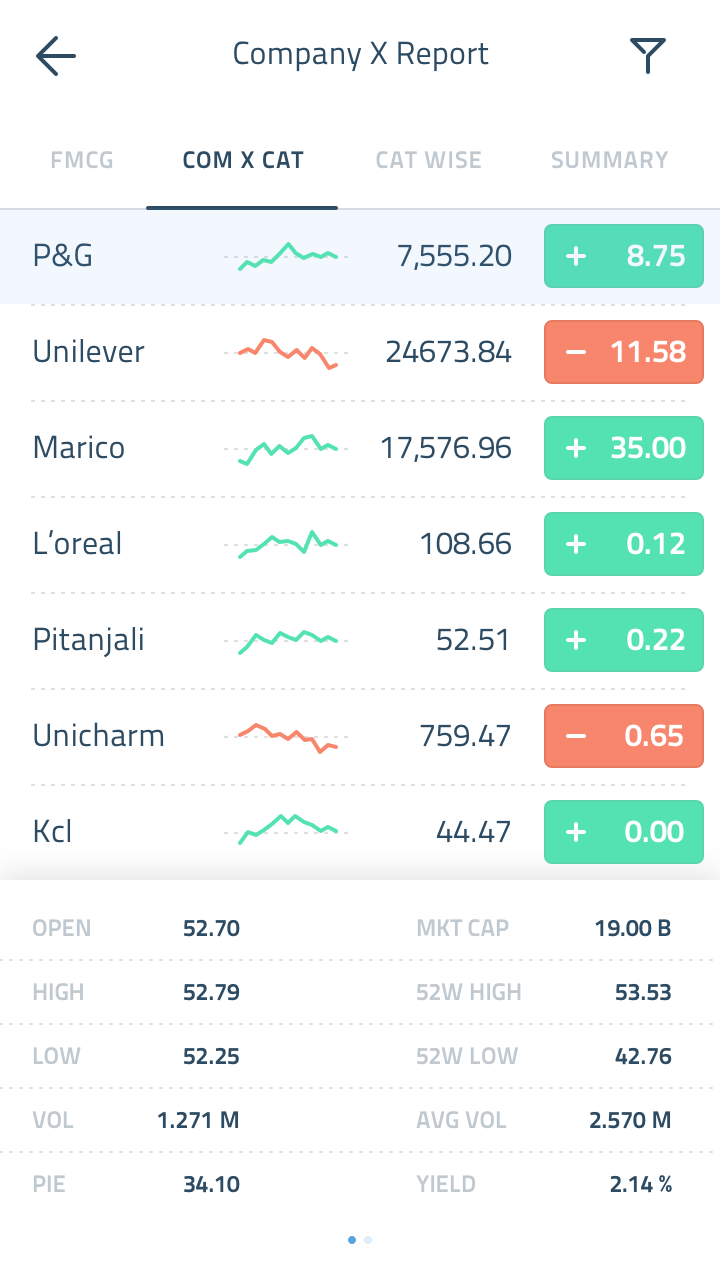 Company X Report
FMCG COM X CAT CAT WISE SUMMARY
P&G 7,555.20 + 8.75
Unilever 24673.84 − 11.58
Marico 17,576.96 + 35.00
L’oreal 108.66 + 0.12
Pitanjali 52.51 + 0.22
Unicharm 759.47 − 0.65
Kcl 44.47 + 0.00
OPEN 52.70 MKT CAP 19.00 B
HIGH 52.79 52W HIGH 53.53
LOW 52.25 52W LOW 42.76
VOL 1.271 M AVG VOL 2.570 M
PIE 34.10 YIELD 2.14 %